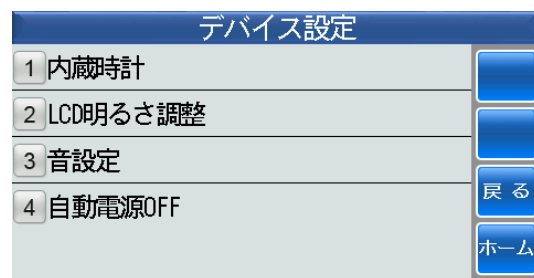 デバイス設定
1 内蔵時計
2 LCD明るさ調整
3 音設定
4 自動電源OFF
戻る
ホーム